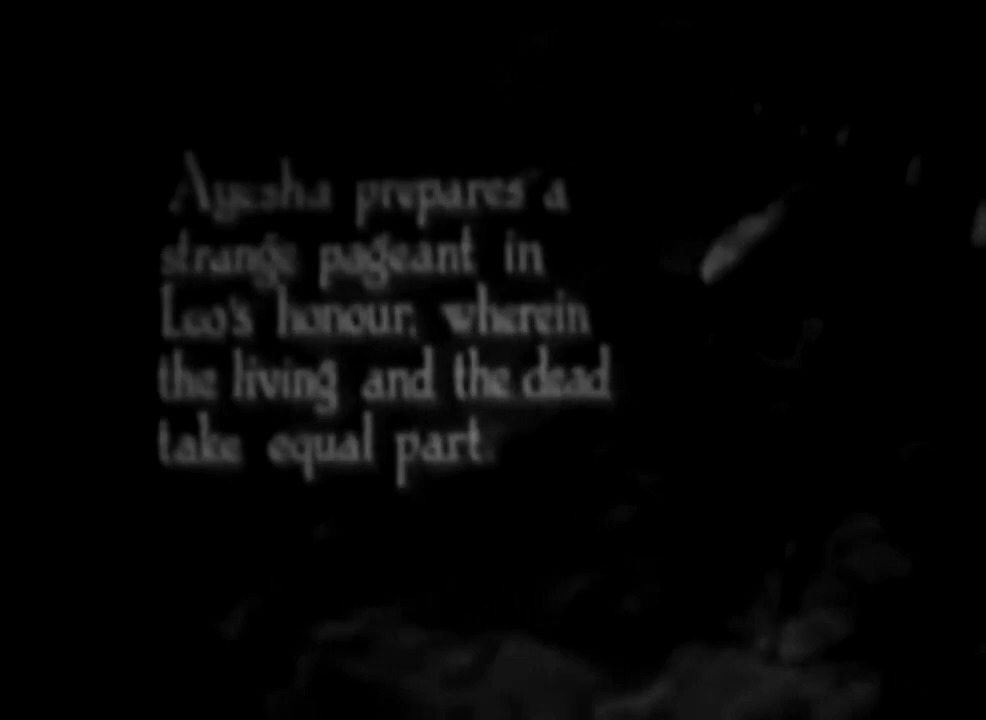 Ayesha prepares a
strange pageant in
Leo's honour, wherein
the living and the dead
take equal part.